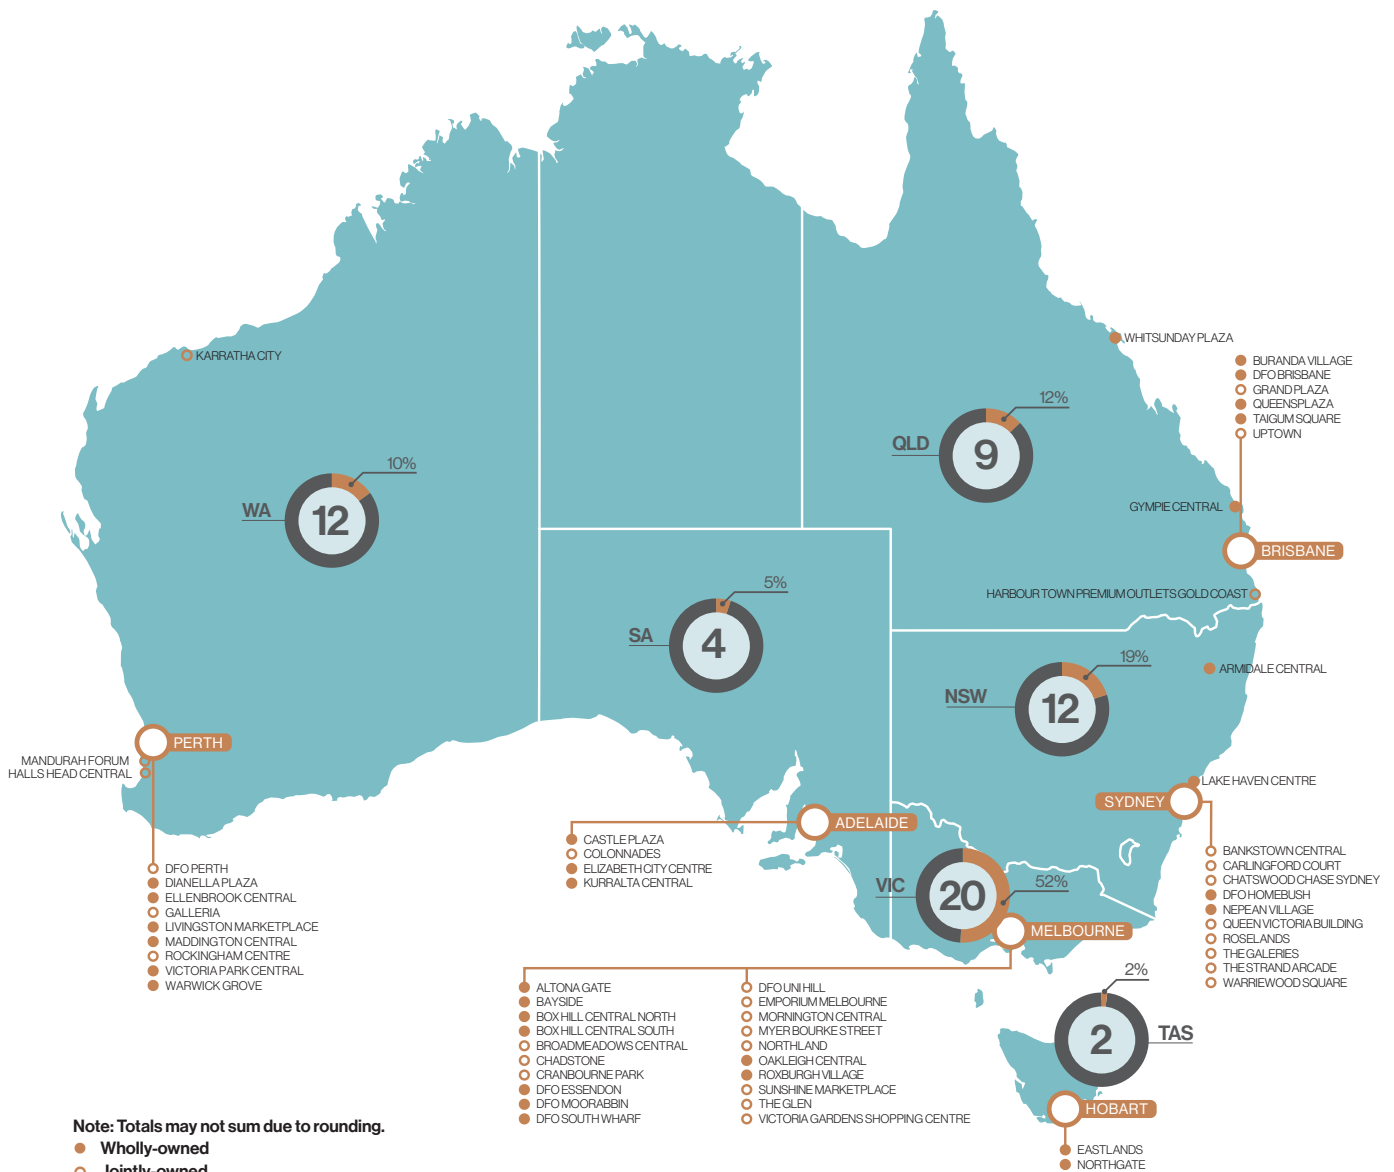 KARRATHA CITY
WHITSUNDAY PLAZA
BURANDA VILLAGE
DFO BRISBANE
GRAND PLAZA
QUEENSPLAZA
TAIGUM SQUARE
UPTOWN
12%
QLD
9
10%
WA
12
GYMPIE CENTRAL
BRISBANE
HARBOUR TOWN PREMIUM OUTLETS GOLD COAST
5%
SA
4
19%
NSW
12
ARMIDALE CENTRAL
PERTH
MANDURAH FORUM
HALLS HEAD CENTRAL
LAKE HAVEN CENTRE
SYDNEY
ADELAIDE
CASTLE PLAZA
COLONNADES
ELIZABETH CITY CENTRE
KURRALTA CENTRAL
BANKSTOWN CENTRAL
CARLINGFORD COURT
CHATSWOOD CHASE SYDNEY
DFO HOMEBUSH
NEPEAN VILLAGE
QUEEN VICTORIA BUILDING
ROSELANDS
THE GALERIES
THE STRAND ARCADE
WARRIEWOOD SQUARE
DFO PERTH
DIANELLA PLAZA
ELLENBROOK CENTRAL
GALLERIA
LIVINGSTON MARKETPLACE
MADDINGTON CENTRAL
ROCKINGHAM CENTRE
VICTORIA PARK CENTRAL
WARWICK GROVE
VIC
20
52%
MELBOURNE
ALTONA GATE
BAYSIDE
BOX HILL CENTRAL NORTH
BOX HILL CENTRAL SOUTH
BROADMEADOWS CENTRAL
CHADSTONE
CRANBOURNE PARK
DFO ESSENDON
DFO MOORABBIN
DFO SOUTH WHARF
DFO UNI HILL
EMPORIUM MELBOURNE
MORNINGTON CENTRAL
MYER BOURKE STREET
NORTHLAND
OAKLEIGH CENTRAL
ROXBURGH VILLAGE
SUNSHINE MARKETPLACE
THE GLEN
VICTORIA GARDENS SHOPPING CENTRE
2%
2
TAS
HOBART
EASTLANDS
NORTHGATE
Note: Totals may not sum due to rounding.
Wholly-owned
Jointly-owned